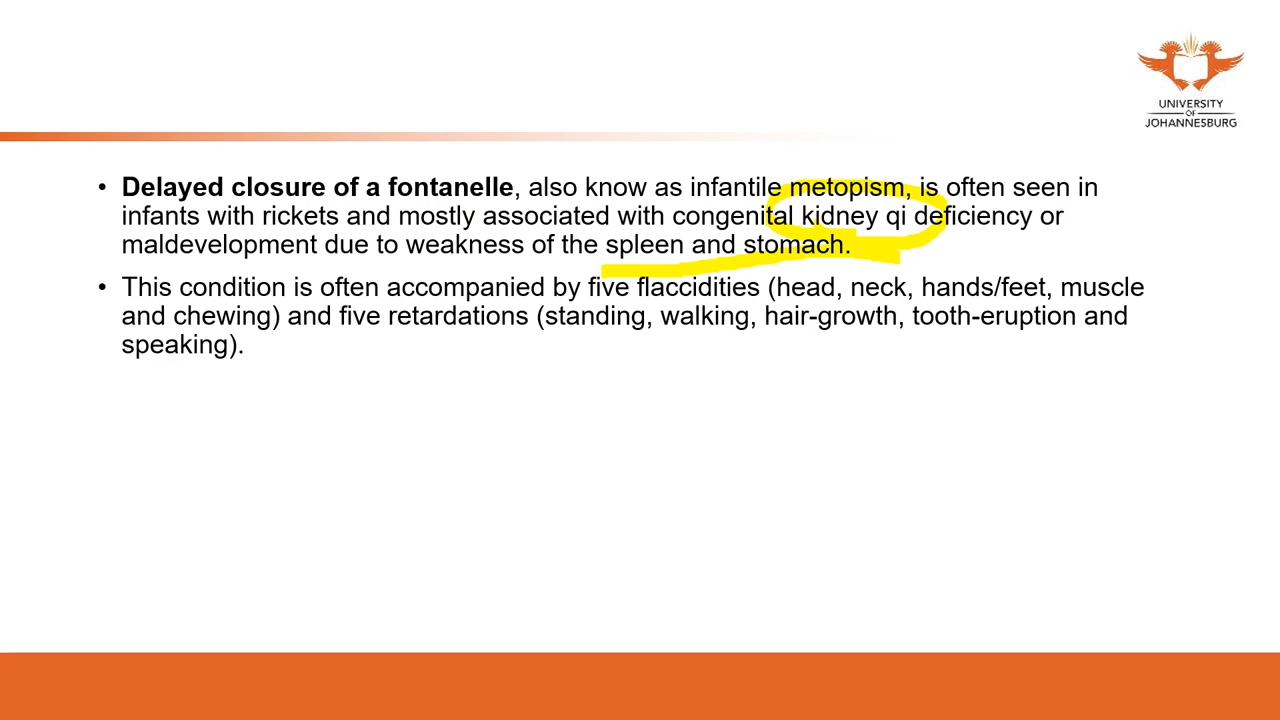 UNIVERSITY
OF
JOHANNESBURG
• Delayed closure of a fontanelle, also know as infantile metopism, is often seen in
infants with rickets and mostly associated with congenital kidney qi deficiency or
maldevelopment due to weakness of the spleen and stomach.
• This condition is often accompanied by five flaccidities (head, neck, hands/feet, muscle
and chewing) and five retardations (standing, walking, hair-growth, tooth-eruption and
speaking).